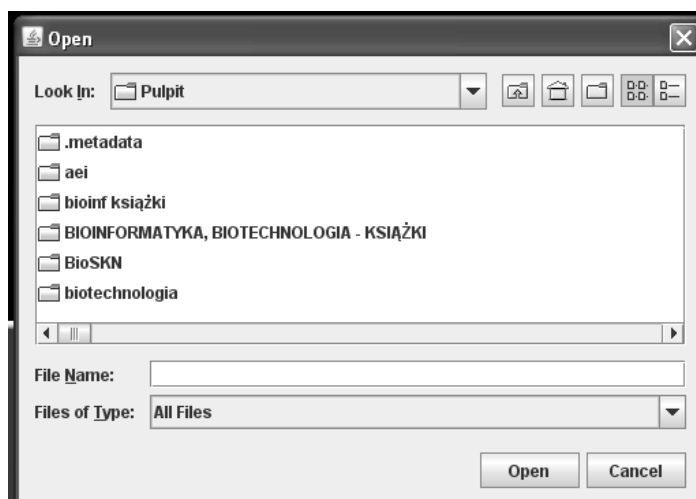 Open
Look In: Pulpit
.metadata
aei
bioinf książki
BIOINFORMATYKA, BIOTECHNOLOGIA - KSIĄŻKI
BioSKN
biotechnologia
File Name:
Files of Type: All Files
Open Cancel